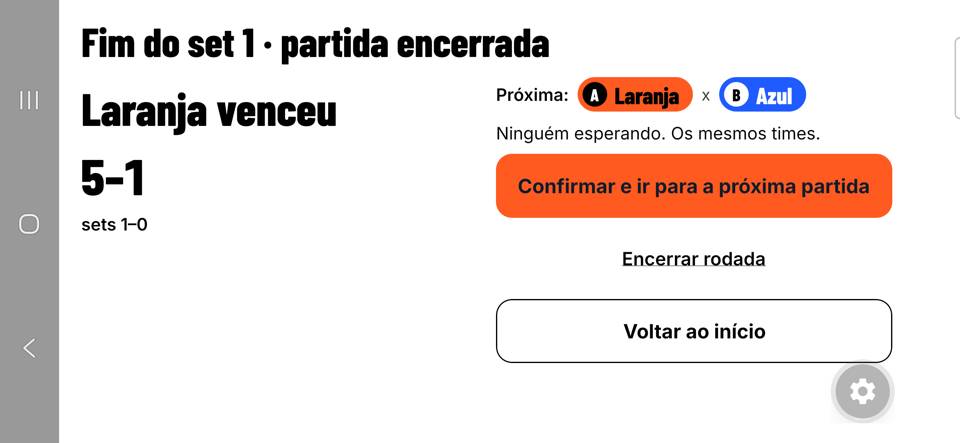 Fim do set 1 · partida encerrada
Laranja venceu
5–1
sets 1–0
Próxima: A Laranja x B Azul
Ninguém esperando. Os mesmos times.
Confirmar e ir para a próxima partida
Encerrar rodada
Voltar ao início